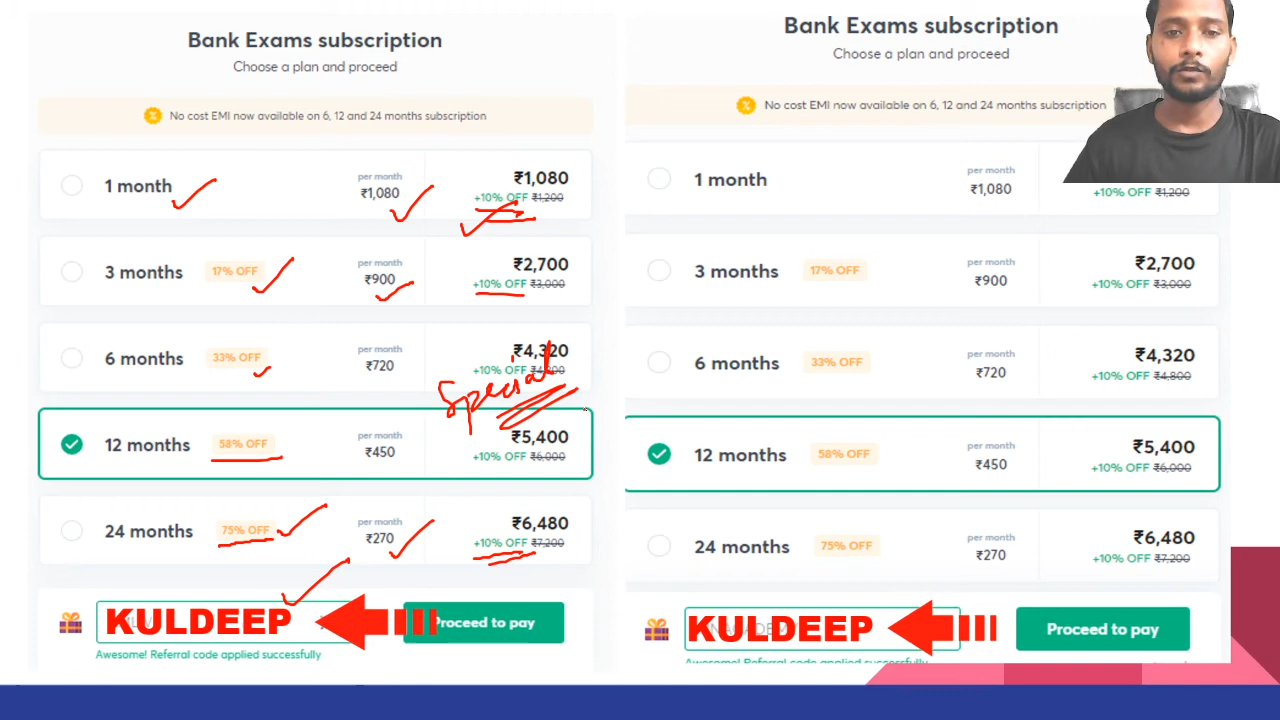 Bank Exams subscription
Choose a plan and proceed
No cost EMI now available on 6, 12 and 24 months subscription
1 month
per month
₹1,080
₹1,080
+10% OFF ₹1,200
3 months
17% OFF
per month
₹900
₹2,700
+10% OFF ₹3,000
6 months
33% OFF
per month
₹720
₹4,320
+10% OFF ₹4,800
Special
12 months
58% OFF
per month
₹450
₹5,400
+10% OFF ₹6,000
24 months
75% OFF
per month
₹270
₹6,480
+10% OFF ₹7,200
KULDEEP
Proceed to pay
Awesome! Referral code applied successfully
Bank Exams subscription
Choose a plan and proceed
No cost EMI now available on 6, 12 and 24 months subscription
1 month
per month
₹1,080
+10% OFF ₹1,200
3 months
17% OFF
per month
₹900
₹2,700
+10% OFF ₹3,000
6 months
33% OFF
per month
₹720
₹4,320
+10% OFF ₹4,800
12 months
58% OFF
per month
₹450
₹5,400
+10% OFF ₹6,000
24 months
75% OFF
per month
₹270
₹6,480
+10% OFF ₹7,200
KULDEEP
Proceed to pay
Awesome! Referral code applied successfully